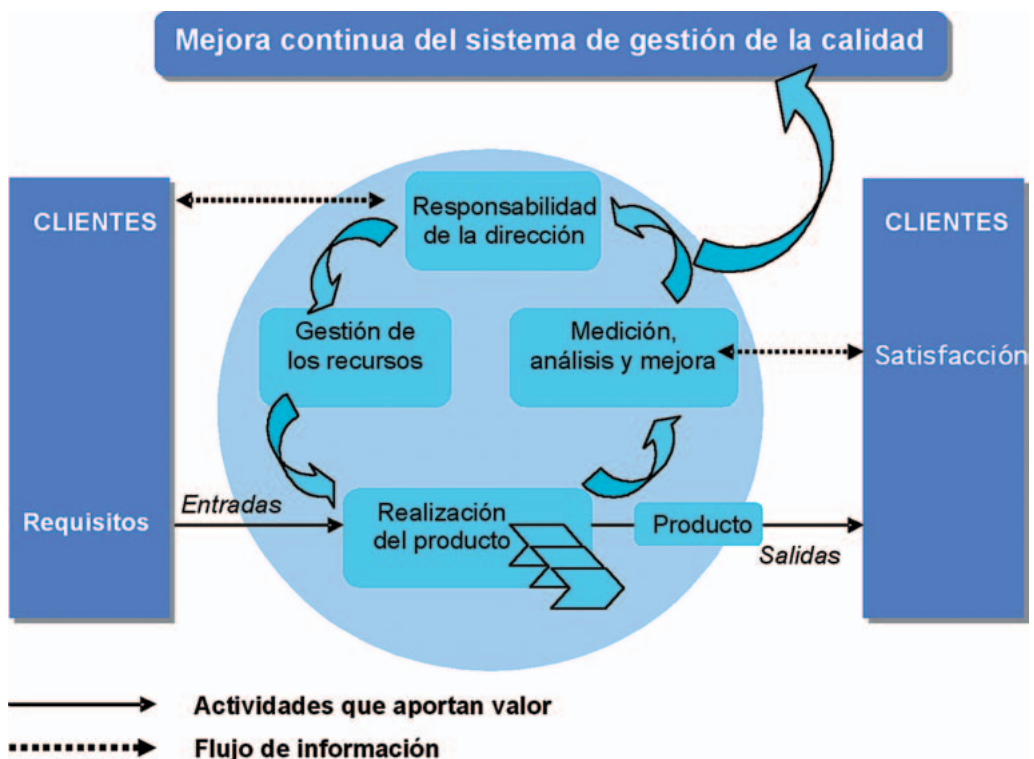 Mejora continua del sistema de gestión de la calidad
CLIENTES
Responsabilidad
de la dirección
CLIENTES
Gestión de
los recursos
Medición,
análisis y mejora
Satisfacción
Requisitos
Entradas
Realización
del producto
Producto
Salidas
Actividades que aportan valor
Flujo de información